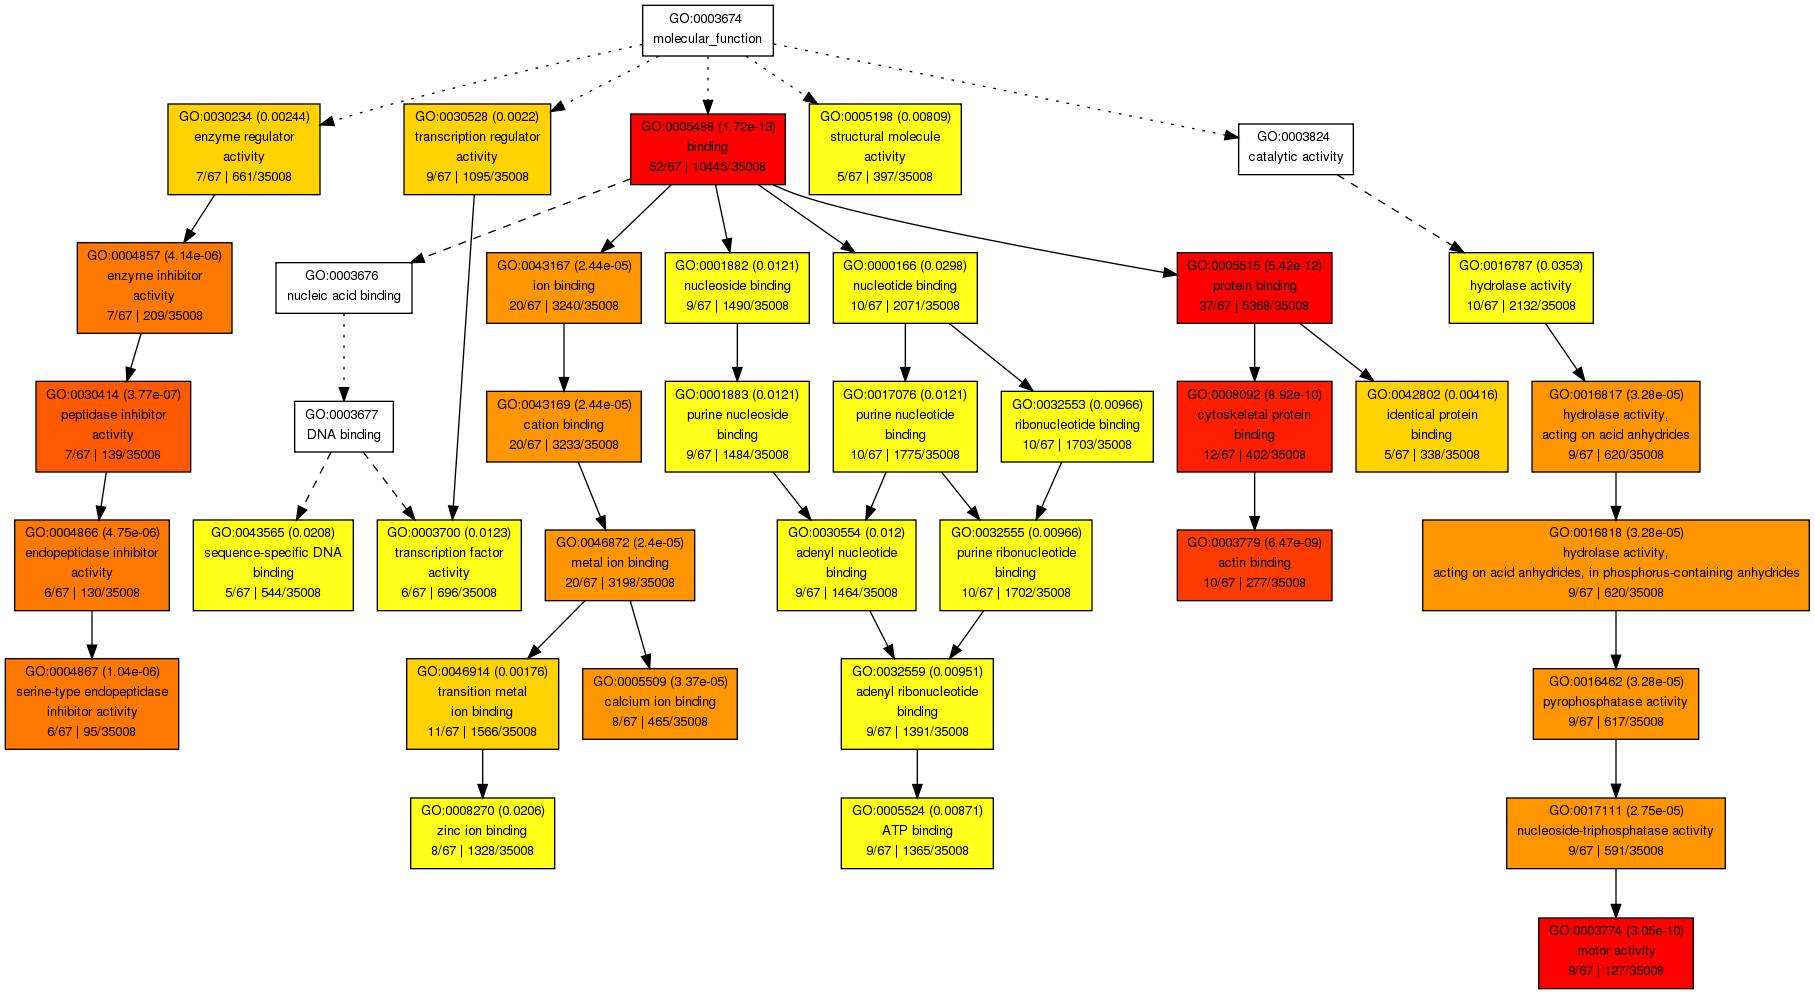 GO:0003674
molecular_function
GO:0030234 (0.00244)
enzyme regulator
activity
7/67 | 661/35008
GO:0030528 (0.0022)
transcription regulator
activity
9/67 | 1095/35008
GO:0005488 (1.72e-13)
binding
52/67 | 10445/35008
GO:0005198 (0.00809)
structural molecule
activity
5/67 | 397/35008
GO:0003824
catalytic activity
GO:0004857 (4.14e-06)
enzyme inhibitor
activity
7/67 | 209/35008
GO:0003676
nucleic acid binding
GO:0043167 (2.44e-05)
ion binding
20/67 | 3240/35008
GO:0001882 (0.0121)
nucleoside binding
9/67 | 1490/35008
GO:0000166 (0.0298)
nucleotide binding
10/67 | 2071/35008
GO:0005515 (5.42e-12)
protein binding
37/67 | 5368/35008
GO:0016787 (0.0353)
hydrolase activity
10/67 | 2132/35008
GO:0030414 (3.77e-07)
peptidase inhibitor
activity
7/67 | 139/35008
GO:0003677
DNA binding
GO:0043169 (2.44e-05)
cation binding
20/67 | 3233/35008
GO:0001883 (0.0121)
purine nucleoside
binding
9/67 | 1484/35008
GO:0017076 (0.0121)
purine nucleotide
binding
10/67 | 1775/35008
GO:0032553 (0.00966)
ribonucleotide binding
10/67 | 1703/35008
GO:0008092 (8.92e-10)
cytoskeletal protein
binding
12/67 | 402/35008
GO:0042802 (0.00416)
identical protein
binding
5/67 | 338/35008
GO:0016817 (3.28e-05)
hydrolase activity,
acting on acid anhydrides
9/67 | 620/35008
GO:0004866 (4.75e-06)
endopeptidase inhibitor
activity
6/67 | 130/35008
GO:0043565 (0.0208)
sequence-specific DNA
binding
5/67 | 544/35008
GO:0003700 (0.0123)
transcription factor
activity
6/67 | 696/35008
GO:0046872 (2.4e-05)
metal ion binding
20/67 | 3198/35008
GO:0030554 (0.012)
adenyl nucleotide
binding
9/67 | 1464/35008
GO:0032555 (0.00966)
purine ribonucleotide
binding
10/67 | 1702/35008
GO:0003779 (6.47e-09)
actin binding
10/67 | 277/35008
GO:0016818 (3.28e-05)
hydrolase activity,
acting on acid anhydrides, in phosphorus-containing anhydrides
9/67 | 620/35008
GO:0004867 (1.04e-06)
serine-type endopeptidase
inhibitor activity
6/67 | 95/35008
GO:0046914 (0.00176)
transition metal
ion binding
11/67 | 1566/35008
GO:0005509 (3.37e-05)
calcium ion binding
8/67 | 465/35008
GO:0032559 (0.00951)
adenyl ribonucleotide
binding
9/67 | 1391/35008
GO:0016462 (3.28e-05)
pyrophosphatase activity
9/67 | 617/35008
GO:0008270 (0.0206)
zinc ion binding
8/67 | 1328/35008
GO:0005524 (0.00871)
ATP binding
9/67 | 1365/35008
GO:0017111 (2.75e-05)
nucleoside-triphosphatase activity
9/67 | 591/35008
GO:0003774 (3.05e-10)
motor activity
9/67 | 127/35008